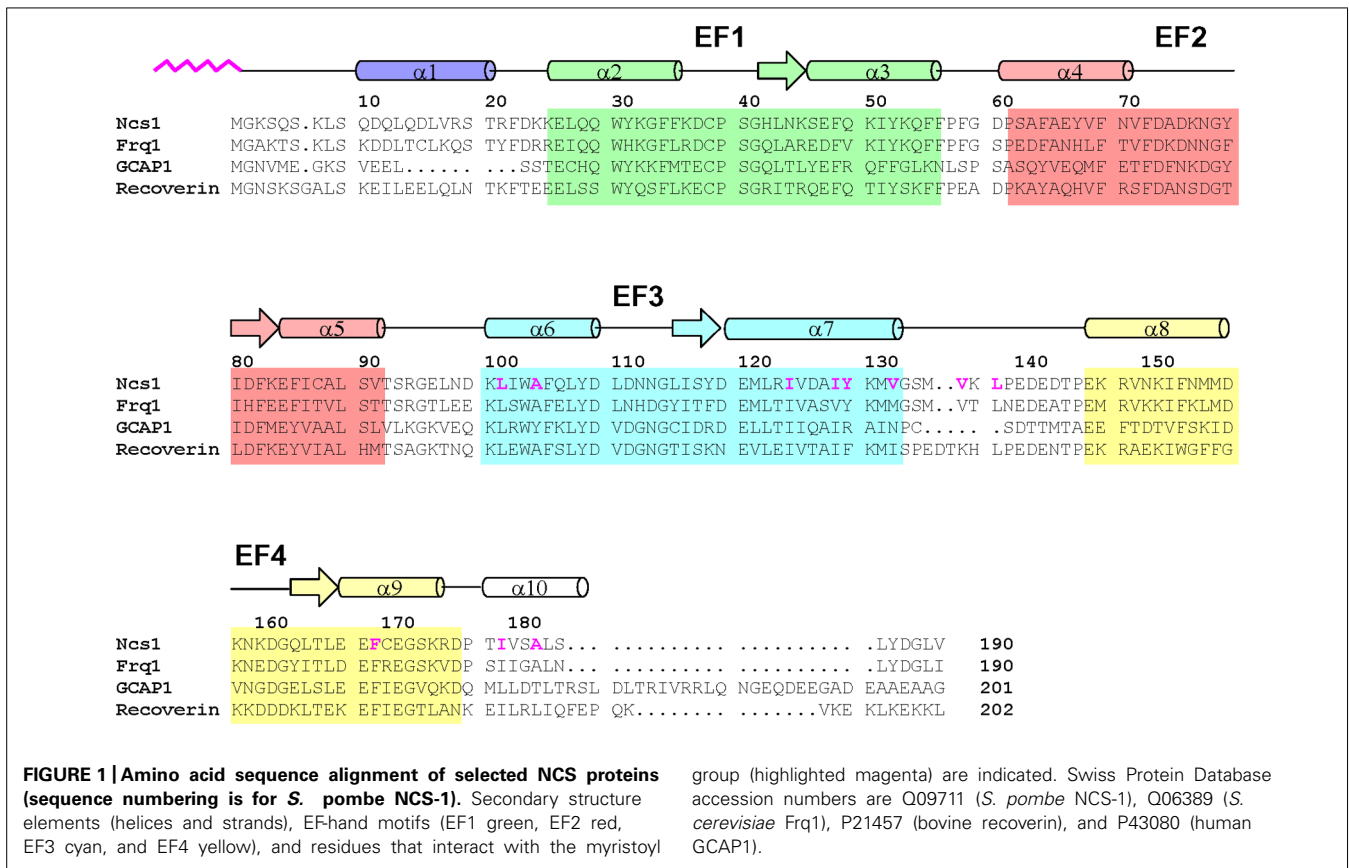 EF1 EF2
α1 α2 α3 α4
10 20 30 40 50 60 70
Ncs1 MGKSQS.KLS QDQLQDLVRS TRFDKKELQQ WYKGFFKDCP SGHLNKSEFQ KIYKQFFPFG DPSAFAEYVF NVFDADKNGY
Frq1 MGAKTS.KLS KDDLTCLKQS TYFDRREIQQ WHKGFLRDCP SGQLAREDFV KIYKQFFPFG SPEDFANHLF TVFDKDNNGF
GCAP1 MGNVME.GKS VEEL...... ...SSTECHQ WYKKFMTECP SGQLTLYEFR QFFGLKNLSP SASQYVEQMF ETFDFNKDGY
Recoverin MGNSKSGALS KEILEELQLN TKFTEEELSS WYQSFLKECP SGRITRQEFQ TIYSKFFPEA DPKAYAQHVF RSFDANSDGT
EF3
α5 α6 α7 α8
80 90 100 110 120 130 140 150
Ncs1 IDFKEFICAL SVTSRGELND KLIWAFQLYD LDNNGLISYD EMLRIVDAIY KMVGSM..VK LPEDEDTPEK RVNKIFNMMD
Frq1 IHFEEFITVL STTSRGTLEE KLSWAFELYD LNHDGYITFD EMLTIVASVY KMMGSM..VT LNEDEATPEM RVKKIFKLMD
GCAP1 IDFMEYVAAL SLVLKGKVEQ KLRWYFKLYD VDGNGCIDRD ELLTIIQAIR AINPC..... .SDTTMTAEE FTDTVFSKID
Recoverin LDFKEYVIAL HMTSAGKTNQ KLEWAFSLYD VDGNGTISKN EVLEIVTAIF KMISPEDTKH LPEDENTPEK RAEKIWGFFG
EF4
α9 α10
160 170 180
Ncs1 KNKDGQLTLE EFCEGSKRDP TIVSALS... .......... .......... LYDGLV 190
Frq1 KNEDGYITLD EFREGSKVDP SIIGALN... .......... .......... LYDGLI 190
GCAP1 VNGDGELSLE EFIEGVQKDQ MLLDTLTRSL DLTRIVRRLQ NGEQDEEGAD EAAEAAG 201
Recoverin KKDDDKLTEK EFIEGTLANK EILRLIQFEP QK........ .......VKE KLKEKKL 202
FIGURE 1 | Amino acid sequence alignment of selected NCS proteins
(sequence numbering is for S. pombe NCS-1). Secondary structure
elements (helices and strands), EF-hand motifs (EF1 green, EF2 red,
EF3 cyan, and EF4 yellow), and residues that interact with the myristoyl
group (highlighted magenta) are indicated. Swiss Protein Database
accession numbers are Q09711 (S. pombe NCS-1), Q06389 (S.
cerevisiae Frq1), P21457 (bovine recoverin), and P43080 (human
GCAP1).